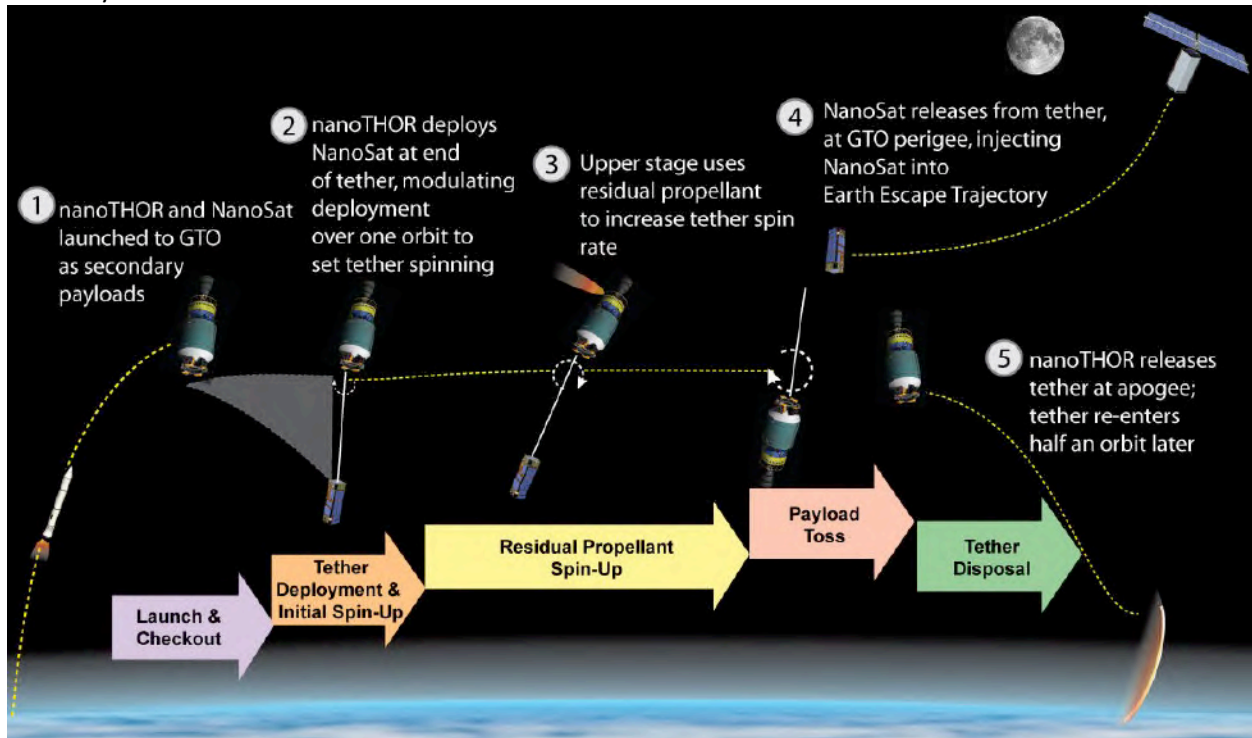 1
nanoTHOR and NanoSat
launched to GTO
as secondary
payloads
2
nanoTHOR deploys
NanoSat at end
of tether, modulating
deployment
over one orbit to
set tether spinning
3
Upper stage uses
residual propellant
to increase tether spin
rate
4
NanoSat releases from tether,
at GTO perigee, injecting
NanoSat into
Earth Escape Trajectory
5
nanoTHOR releases
tether at apogee;
tether re-enters
half an orbit later
Launch &
Checkout
Tether
Deployment &
Initial Spin-Up
Residual Propellant
Spin-Up
Payload
Toss
Tether
Disposal